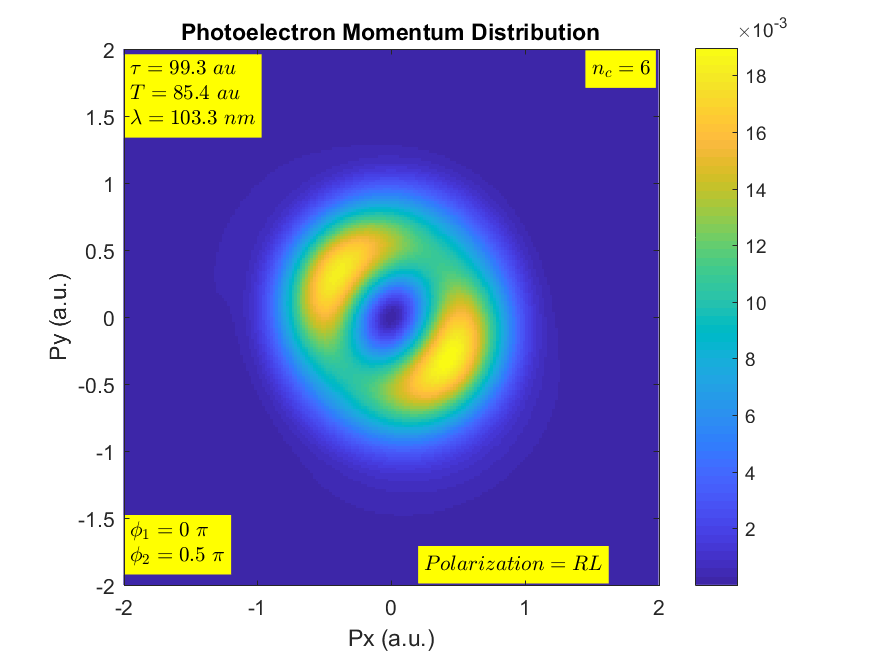 Photoelectron Momentum Distribution
×10⁻³
τ = 99.3 au
T = 85.4 au
λ = 103.3 nm
n_c = 6
2
1.5
1
0.5
0
-0.5
-1
-1.5
-2
Py (a.u.)
18
16
14
12
10
8
6
4
2
ϕ₁ = 0 π
ϕ₂ = 0.5 π
Polarization = RL
-2
-1
0
1
2
Px (a.u.)